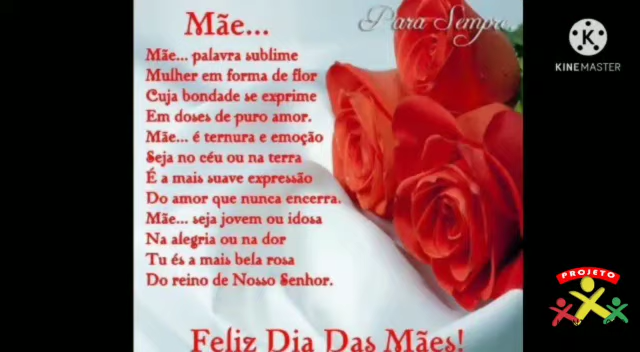 Mãe...
Para Sempre.
Mãe... palavra sublime
Mulher em forma de flor
Cuja bondade se exprime
Em doses de puro amor.
Mãe... é ternura e emoção
Seja no céu ou na terra
É a mais suave expressão
Do amor que nunca encerra.
Mãe... seja jovem ou idosa
Na alegria ou na dor
Tu és a mais bela rosa
Do reino de Nosso Senhor.
Feliz Dia Das Mães!
K
KINEMASTER
PROJETO